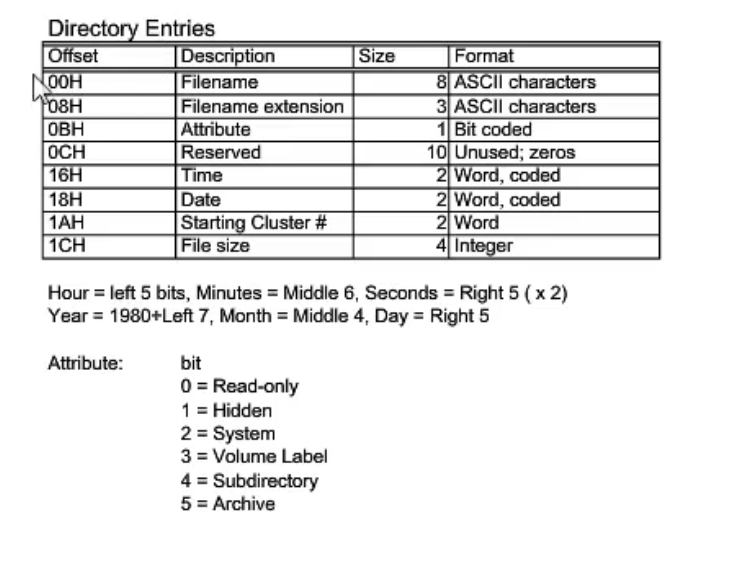 Directory Entries
Offset Description Size Format
00H Filename 8 ASCII characters
08H Filename extension 3 ASCII characters
0BH Attribute 1 Bit coded
0CH Reserved 10 Unused; zeros
16H Time 2 Word, coded
18H Date 2 Word, coded
1AH Starting Cluster # 2 Word
1CH File size 4 Integer
Hour = left 5 bits, Minutes = Middle 6, Seconds = Right 5 ( x 2)
Year = 1980+Left 7, Month = Middle 4, Day = Right 5
Attribute: bit
0 = Read-only
1 = Hidden
2 = System
3 = Volume Label
4 = Subdirectory
5 = Archive